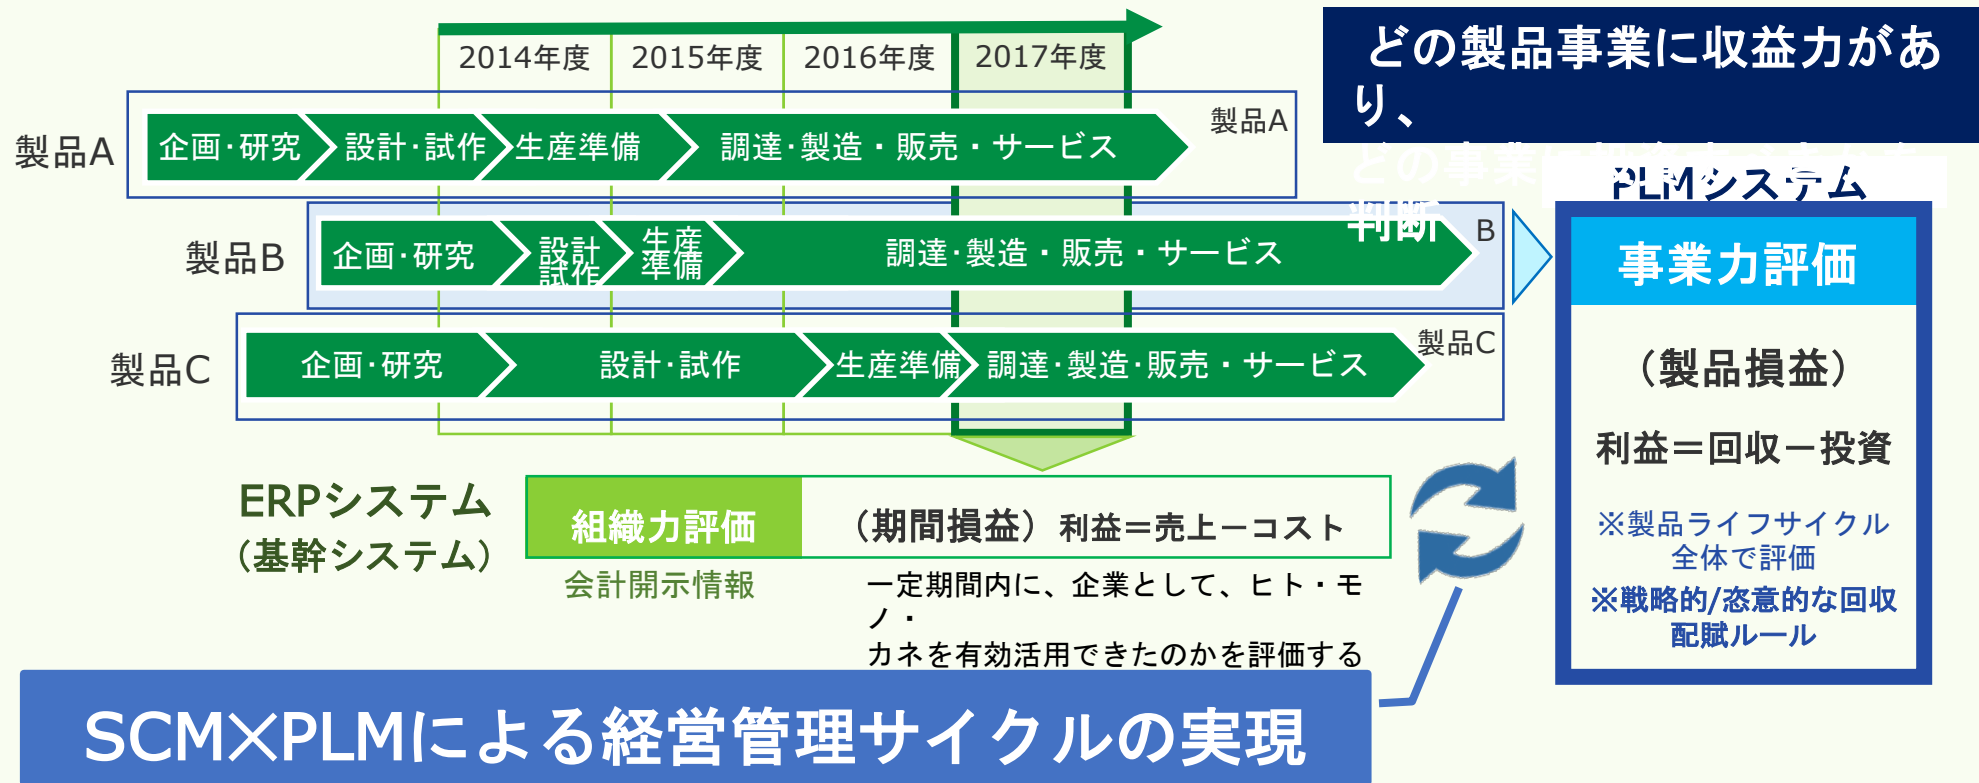 2014年度
2015年度
2016年度
2017年度
どの製品事業に収益力があ
り、
どの事業
判断
製品A
企画･研究
設計･試作
生産準備
調達･製造・販売・サービス
製品A
PLMシステム
製品B
企画･研究
設計
試作
生産
準備
調達･製造・販売・サービス
B
製品C
企画･研究
設計･試作
生産準備
調達･製造･販売・サービス
製品C
事業力評価
（製品損益）
利益＝回収－投資
※製品ライフサイクル
全体で評価
※戦略的/恣意的な回収
配賦ルール
ERPシステム
（基幹システム）
組織力評価
（期間損益）利益＝売上－コスト
会計開示情報
一定期間内に、企業として、ヒト・モ
ノ・
カネを有効活用できたのかを評価する
SCM×PLMによる経営管理サイクルの実現